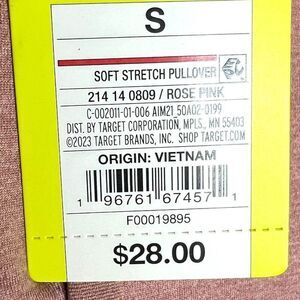 S
SOFT STRETCH PULLOVER
214 14 0809 / ROSE PINK
C-002011-01-006 AIM21_50A02-0199
DIST. BY TARGET CORPORATION, MPLS., MN 55403
©2023 TARGET BRANDS, INC. SHOP TARGET.COM
ORIGIN: VIETNAM
1 96761 67457 1
F00019895
$28.00